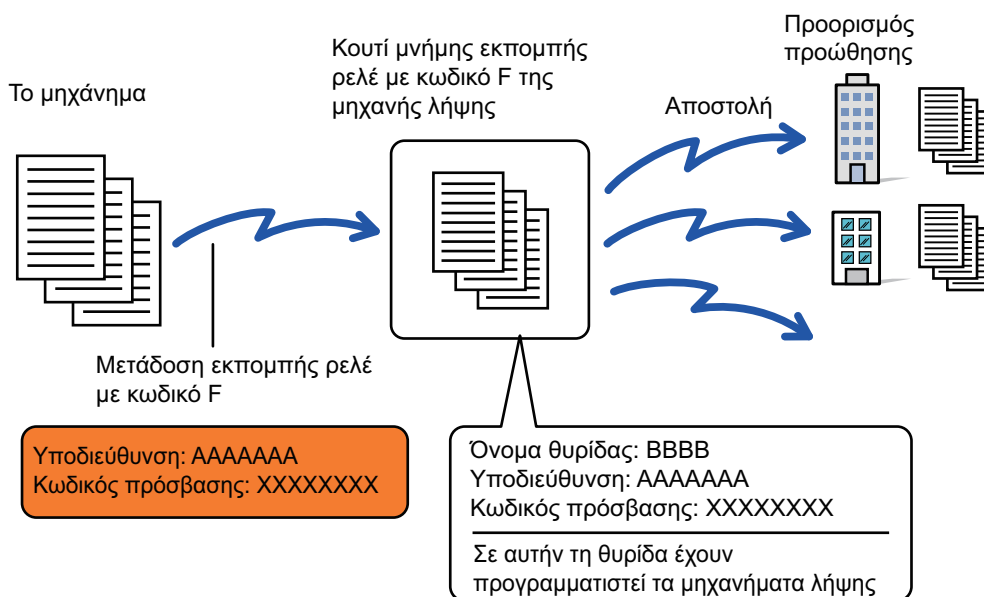 Το μηχάνημα
Κουτί μνήμης εκπομπής
ρελέ με κωδικό F της
μηχανής λήψης
Αποστολή
Προορισμός
προώθησης
Μετάδοση εκπομπής ρελέ
με κωδικό F
Υποδιεύθυνση: AAAAAAA
Κωδικός πρόσβασης: XXXXXXXX
Όνομα θυρίδας: BBBB
Υποδιεύθυνση: AAAAAAA
Κωδικός πρόσβασης: XXXXXXXX
Σε αυτήν τη θυρίδα έχουν
προγραμματιστεί τα μηχανήματα λήψης